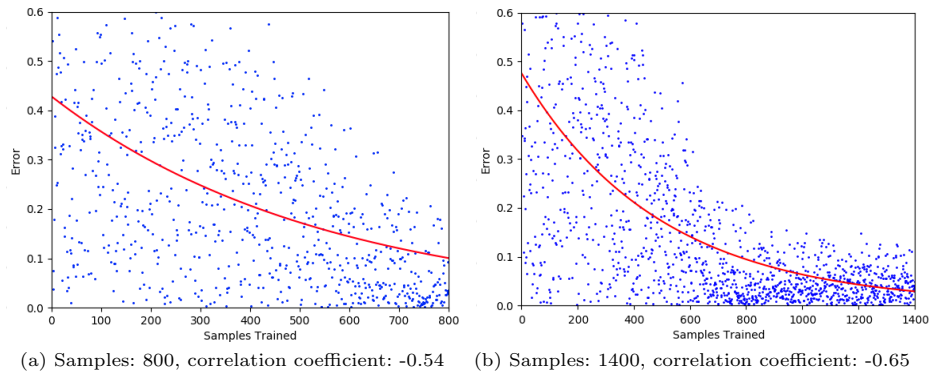 0.6
0.5
0.4
0.3
0.2
0.1
0.0
Error
0 100 200 300 400 500 600 700 800
Samples Trained
0.6
0.5
0.4
0.3
0.2
0.1
0.0
Error
0 200 400 600 800 1000 1200 1400
Samples Trained
(a) Samples: 800, correlation coefficient: -0.54
(b) Samples: 1400, correlation coefficient: -0.65